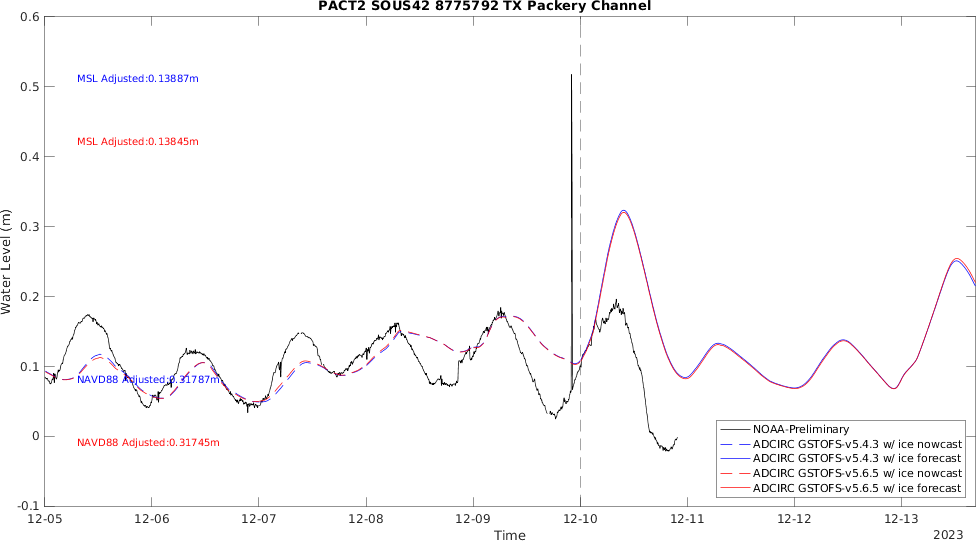 PACT2 SOUS42 8775792 TX Packery Channel
0.6
0.5
0.4
0.3
0.2
0.1
0
-0.1
Water Level (m)
MSL Adjusted:0.13887m
MSL Adjusted:0.13845m
NAVD88 Adjusted:0.31787m
NAVD88 Adjusted:0.31745m
NOAA-Preliminary
ADCIRC GSTOFS-v5.4.3 w/ ice nowcast
ADCIRC GSTOFS-v5.4.3 w/ ice forecast
ADCIRC GSTOFS-v5.6.5 w/ ice nowcast
ADCIRC GSTOFS-v5.6.5 w/ ice forecast
12-05 12-06 12-07 12-08 12-09 12-10 12-11 12-12 12-13
Time
2023